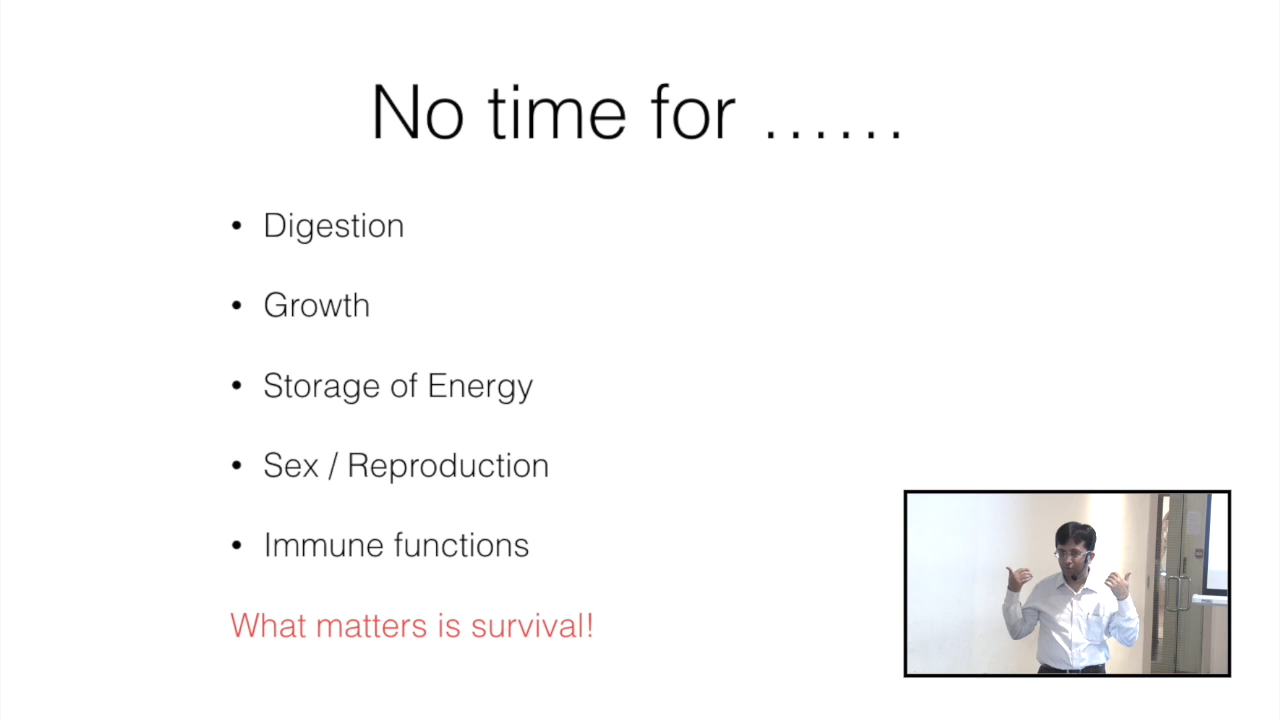 No time for ......
• Digestion
• Growth
• Storage of Energy
• Sex / Reproduction
• Immune functions
What matters is survival!